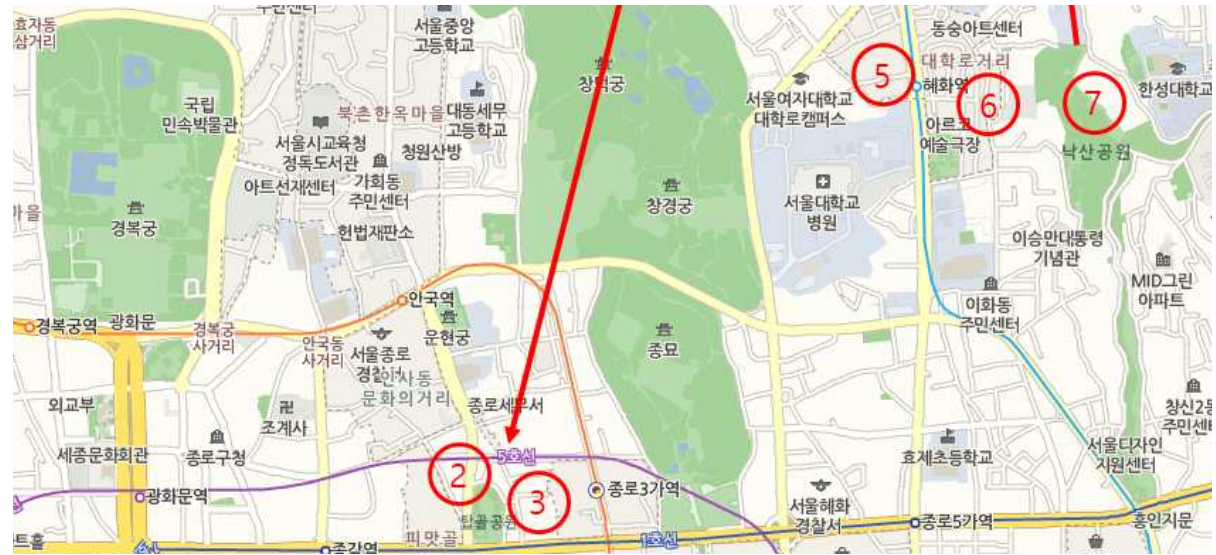 효자동
삼거리
서울중앙
고등학교
국립
민속박물관
북촌한옥마을
대동세무
고등학교
서울시교육청
정독도서관
청원산방
아트선재센터
가회동
주민센터
경복궁
헌법재판소
창덕궁
창경궁
서울여자대학교
대학로캠퍼스
5
혜화역
동숭아트센터
대학로거리
6
아르코
예술극장
7
한성대학교
낙산공원
서울대학교
병원
이승만대통령
기념관
MID그린
아파트
이화동
주민센터
경복궁역
광화문
경복궁
사거리
안국동
사거리
안국역
운현궁
서울종로
경찰서
인사동
문화의거리
종묘
외교부
조계사
종로세무서
세종문화회관
종로구청
광화문역
2
3
5호선
종로3가역
탑골공원
피맛골
종각역
1호선
서울혜화
경찰서
효제초등학교
종로5가역
창신2동
주민센터
서울디자인
지원센터
흥인지문